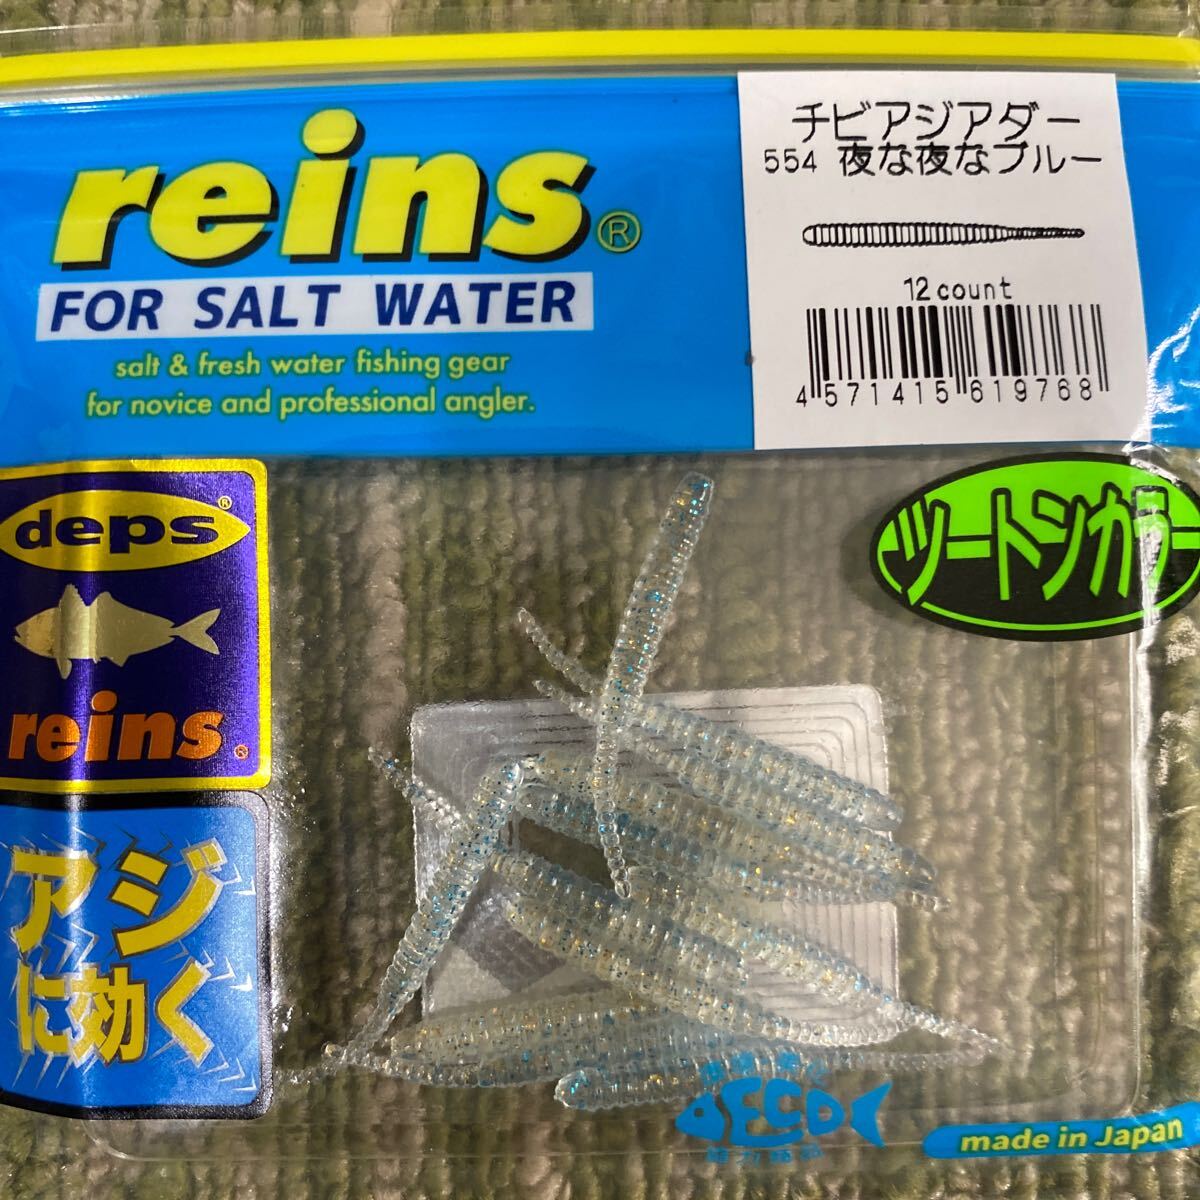 reins®
FOR SALT WATER
salt & fresh water fishing gear
for novice and professional angler.
チビアジアダー
554 夜な夜なブルー
12 count
4 571415 619768
deps®
reins®
アジ
に効く
ツートンカラー
ECO
made in Japan